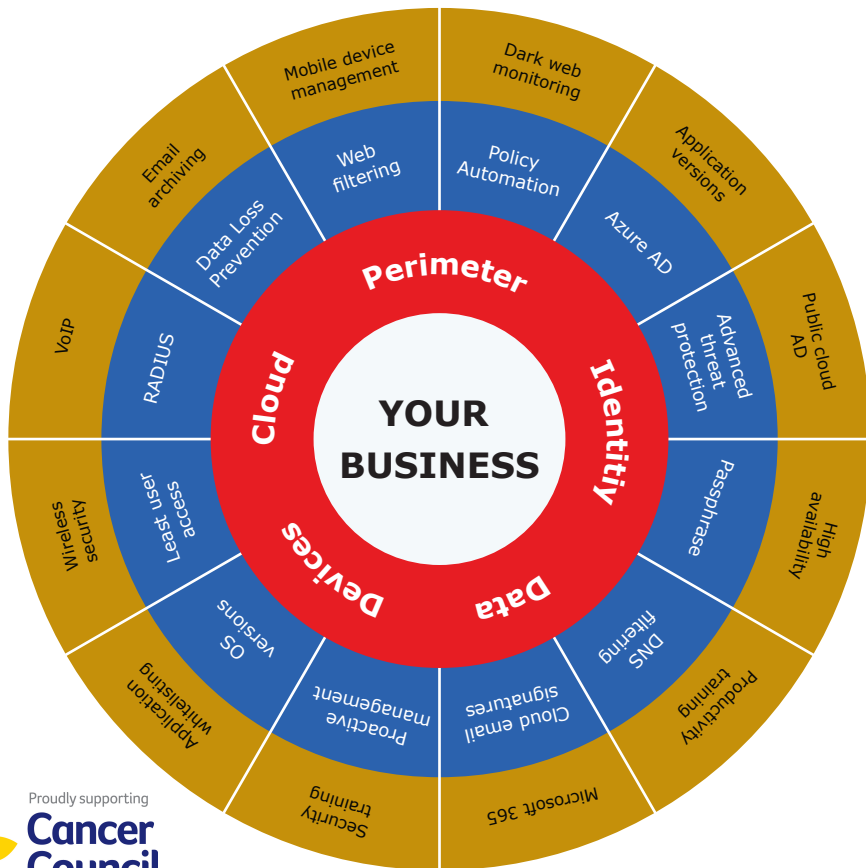 YOUR
BUSINESS
Perimeter
Identitiy
Data
Devices
Cloud
Policy
Automation
Azure AD
Advanced
threat
protection
Passphrase
DNS
filtering
Cloud email
signatures
Proactive
management
OS
versions
Least user
access
RADIUS
Data Loss
Prevention
Web
filtering
Dark web
monitoring
Application
versions
Public cloud
AD
High
availability
Productivity
training
Microsoft 365
Security
training
Application
whitelisting
Wireless
security
VoIP
Email
archiving
Mobile device
management
Proudly supporting
Cancer
Council